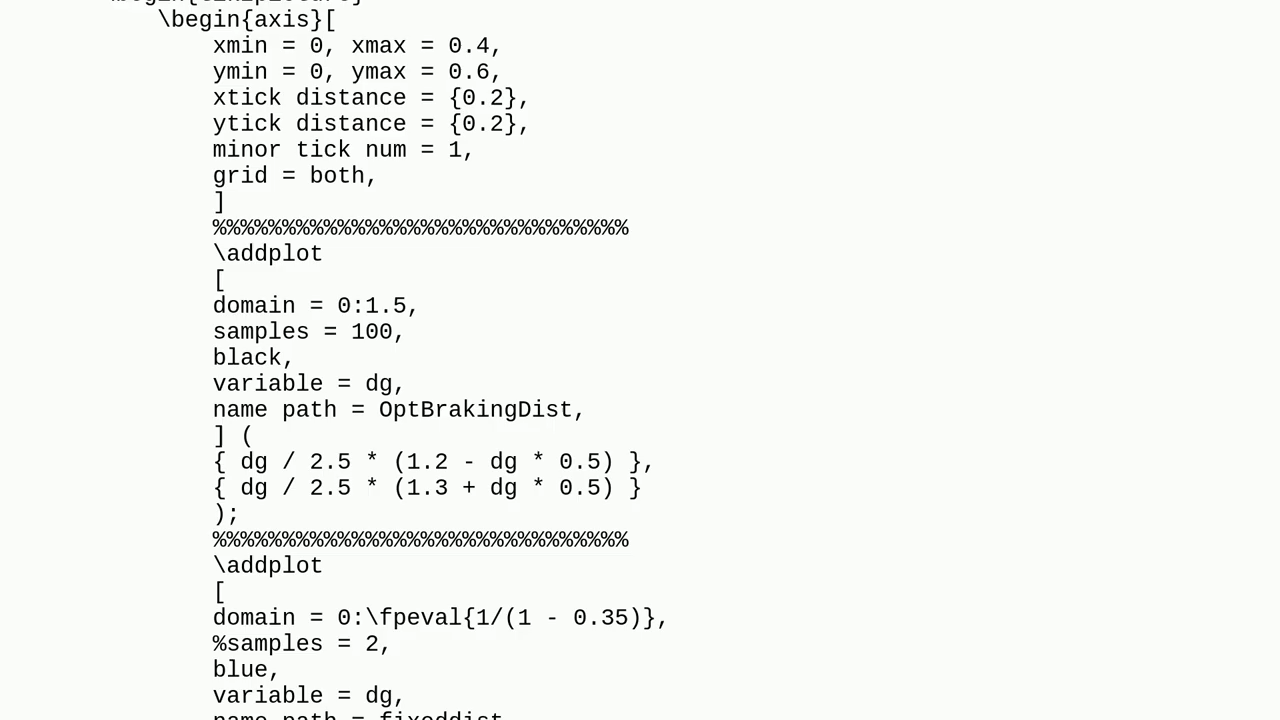 \begin{axis}[
xmin = 0, xmax = 0.4,
ymin = 0, ymax = 0.6,
xtick distance = {0.2},
ytick distance = {0.2},
minor tick num = 1,
grid = both,
]
%%%%%%%%%%%%%%%%%%%%%%%%%%%%%%
\addplot
[
domain = 0:1.5,
samples = 100,
black,
variable = dg,
name path = OptBrakingDist,
] (
{ dg / 2.5 * (1.2 - dg * 0.5) },
{ dg / 2.5 * (1.3 + dg * 0.5) }
);
%%%%%%%%%%%%%%%%%%%%%%%%%%%%%%
\addplot
[
domain = 0:\fpeval{1/(1 - 0.35)},
%samples = 2,
blue,
variable = dg,
name path = fixeddist